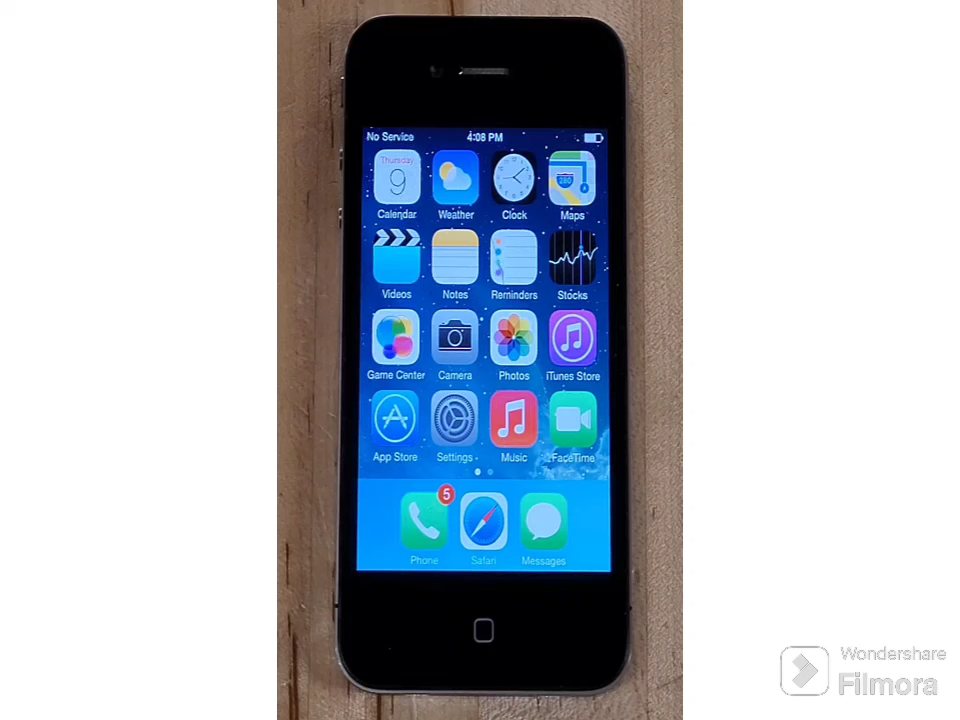 No Service 4:08 PM
Thursday
9
280
Calendar Weather Clock Maps
Videos Notes Reminders Stocks
Game Center Camera Photos iTunes Store
App Store Settings Music FaceTime
5
Phone Safari Messages
Wondershare
Filmora